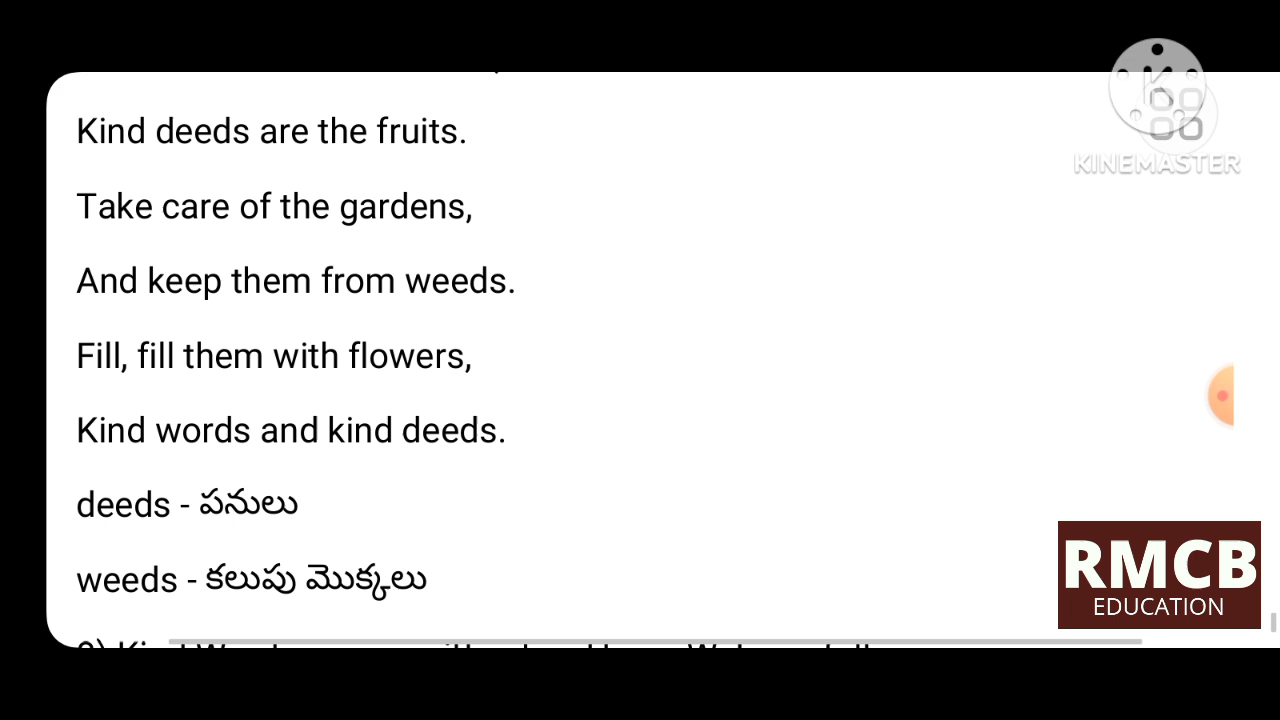 Kind deeds are the fruits.
Take care of the gardens,
And keep them from weeds.
Fill, fill them with flowers,
Kind words and kind deeds.
deeds - పనులు
weeds - కలుపు మొక్కలు
KINEMASTER
RMCB
EDUCATION